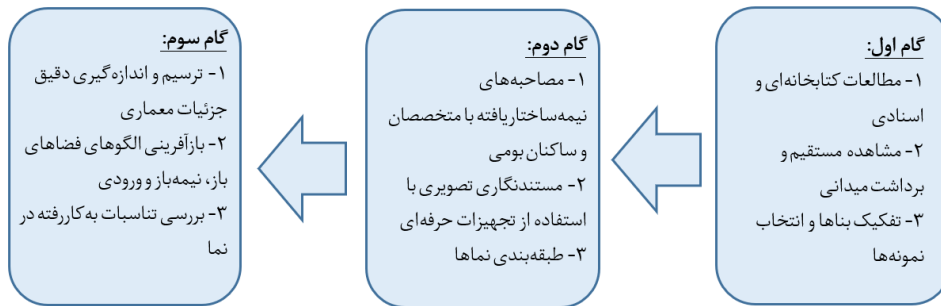 گام اول:
۱- مطالعات کتابخانه‌ای و
اسنادی
۲- مشاهده مستقیم و
برداشت میدانی
۳- تفکیک بناها و انتخاب
نمونه‌ها
گام دوم:
۱- مصاحبه‌های
نیمه‌ساختاریافته با متخصصان
و ساکنان بومی
۲- مستندنگاری تصویری با
استفاده از تجهیزات حرفه‌ای
۳- طبقه‌بندی نماها
گام سوم:
۱- ترسیم و اندازه‌گیری دقیق
جزئیات معماری
۲- بازآفرینی الگوهای فضاهای
باز، نیمه‌باز و ورودی
۳- بررسی تناسبات به‌کاررفته در
نما